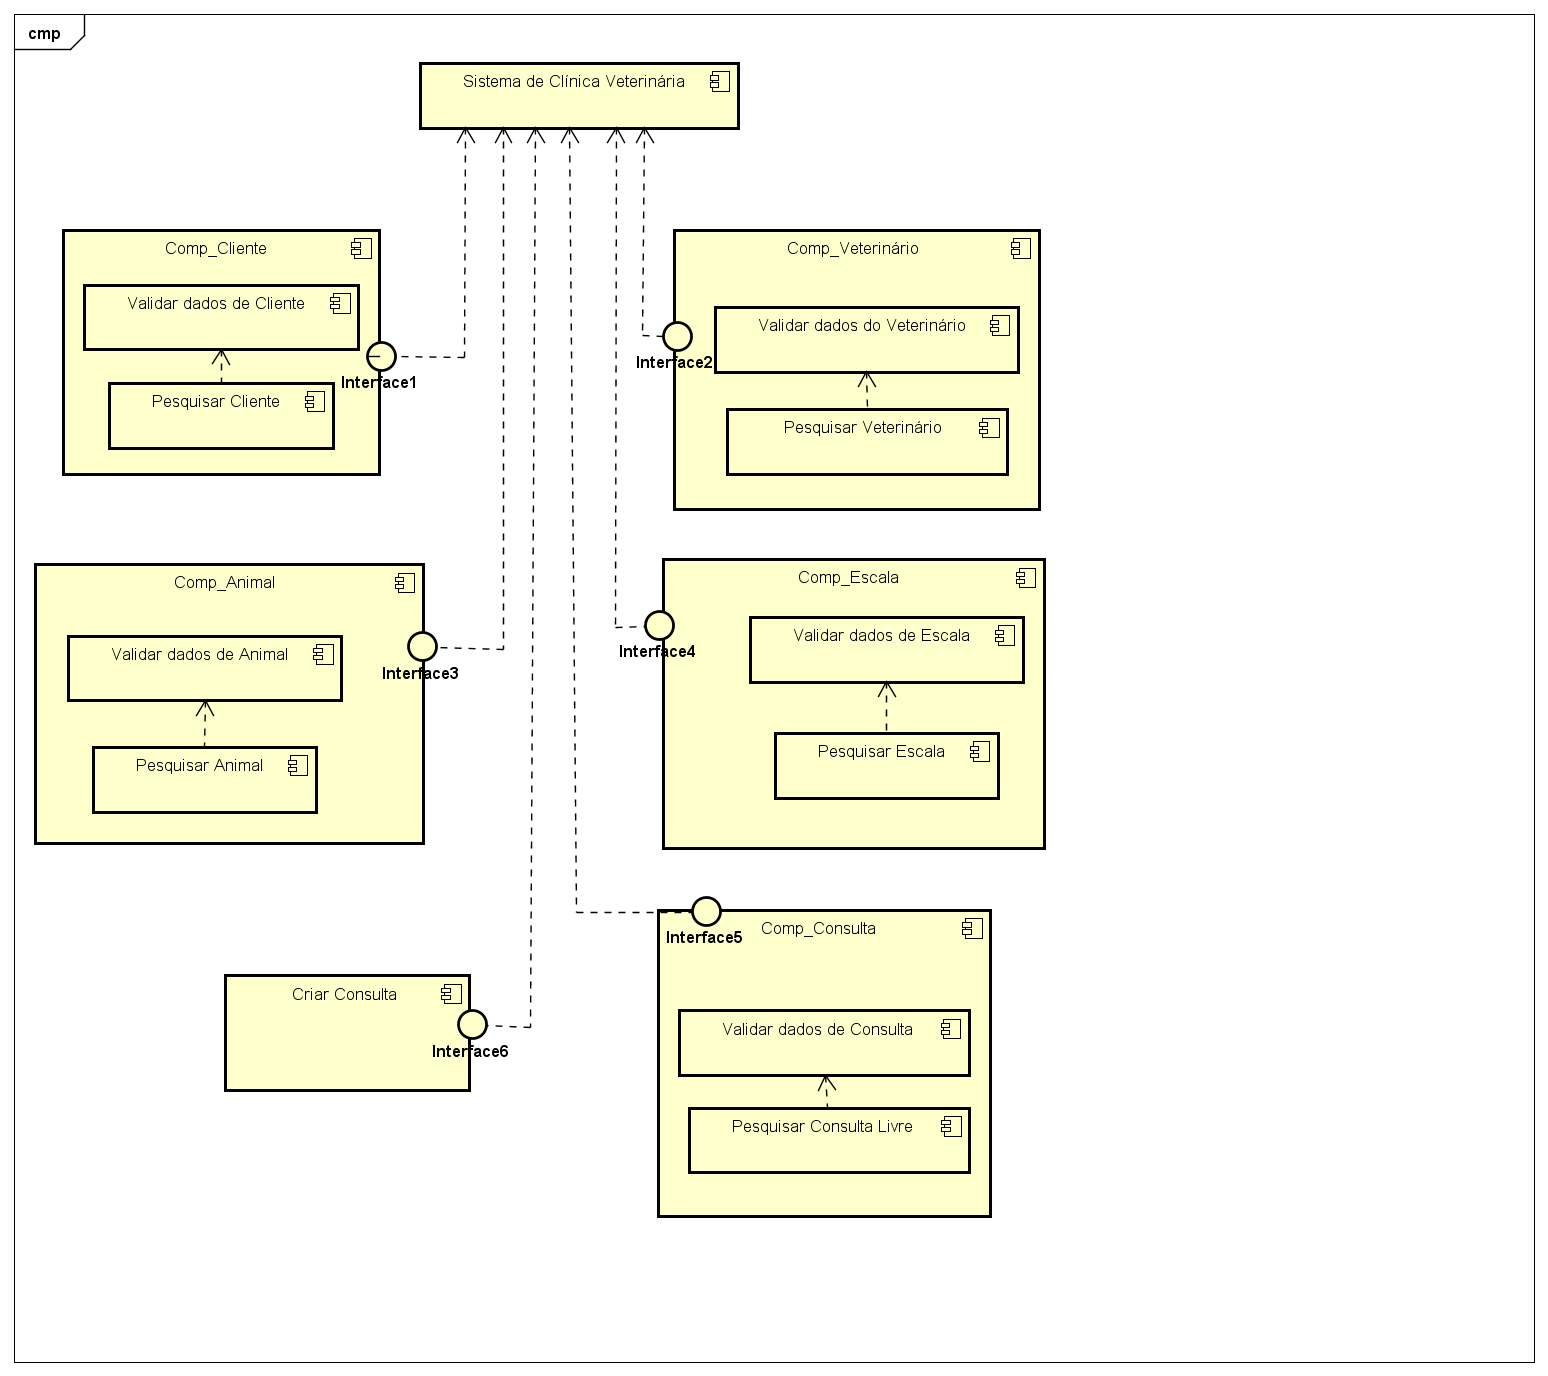 cmp
Sistema de Clínica Veterinária
Comp_Cliente
Validar dados de Cliente
Interface1
Pesquisar Cliente
Comp_Veterinário
Validar dados do Veterinário
Interface2
Pesquisar Veterinário
Comp_Animal
Validar dados de Animal
Interface3
Pesquisar Animal
Comp_Escala
Validar dados de Escala
Interface4
Pesquisar Escala
Interface5
Comp_Consulta
Criar Consulta
Interface6
Validar dados de Consulta
Pesquisar Consulta Livre